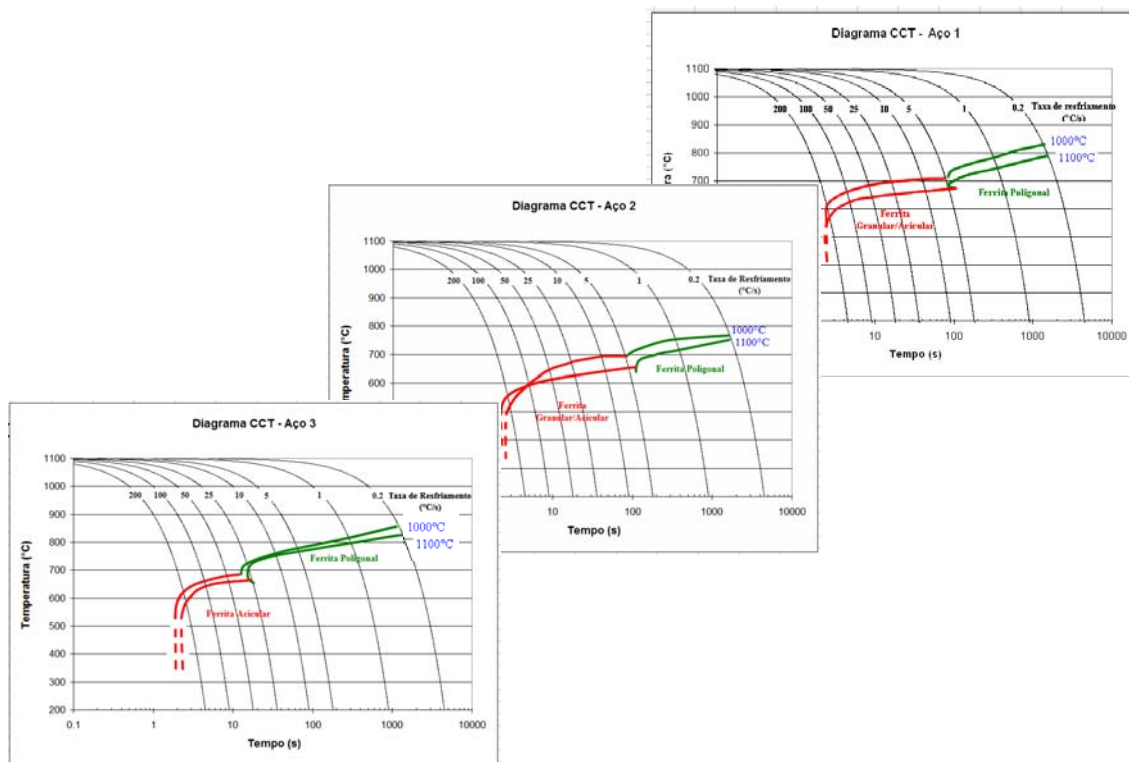 Diagrama CCT - Aço 1
1100
1000
900
800
700
200
100
50
25
10
5
1
0.2
Taxa de resfriamento
(°C/s)
1000°C
1100°C
Ferrita
Granular/Acicular
Ferrita Poligonal
10
100
1000
10000
Tempo (s)
Diagrama CCT - Aço 2
1100
1000
900
800
700
600
200
100
50
25
10
5
1
0.2
Taxa de Resfriamento
(°C/s)
1000°C
1100°C
Temperatura (°C)
Ferrita
Granular/Acicular
Ferrita Poligonal
10
100
1000
10000
Tempo (s)
Diagrama CCT - Aço 3
1100
1000
900
800
700
600
500
400
300
200
200
100
50
25
10
5
1
0.2
Taxa de Resfriamento
(°C/s)
1000°C
1100°C
Temperatura (°C)
Ferrita Poligonal
Ferrita Acicular
0.1
1
10
100
1000
10000
Tempo (s)